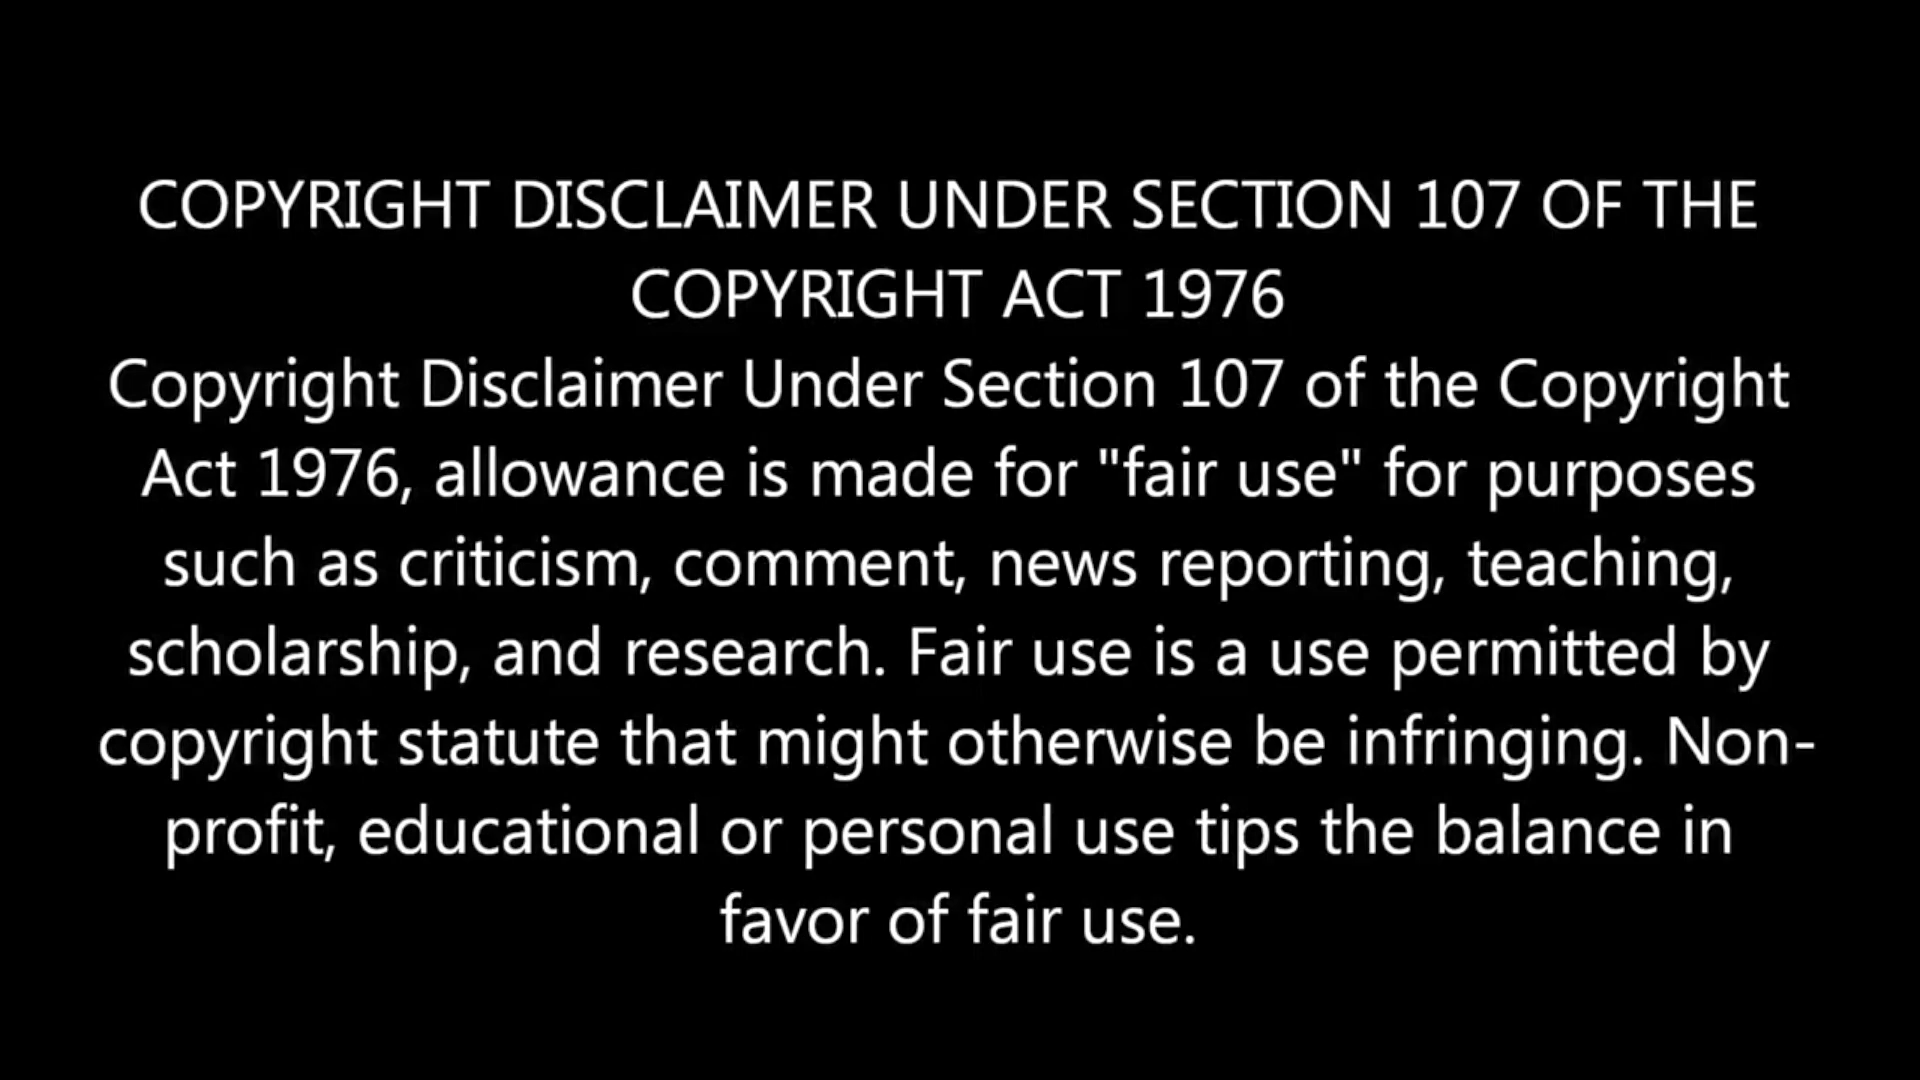 COPYRIGHT DISCLAIMER UNDER SECTION 107 OF THE
COPYRIGHT ACT 1976
Copyright Disclaimer Under Section 107 of the Copyright
Act 1976, allowance is made for "fair use" for purposes
such as criticism, comment, news reporting, teaching,
scholarship, and research. Fair use is a use permitted by
copyright statute that might otherwise be infringing. Non-
profit, educational or personal use tips the balance in
favor of fair use.